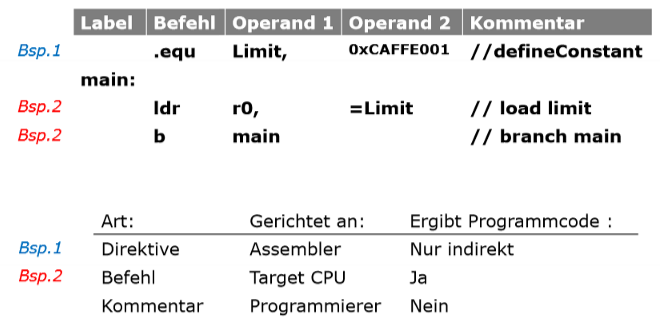 Label Befehl Operand 1 Operand 2 Kommentar
Bsp.1 .equ Limit, 0xCAFFE001 //defineConstant
main:
Bsp.2 ldr r0, =Limit // load limit
Bsp.2 b main // branch main
Art: Gerichtet an: Ergibt Programmcode :
Bsp.1 Direktive Assembler Nur indirekt
Bsp.2 Befehl Target CPU Ja
Kommentar Programmierer Nein